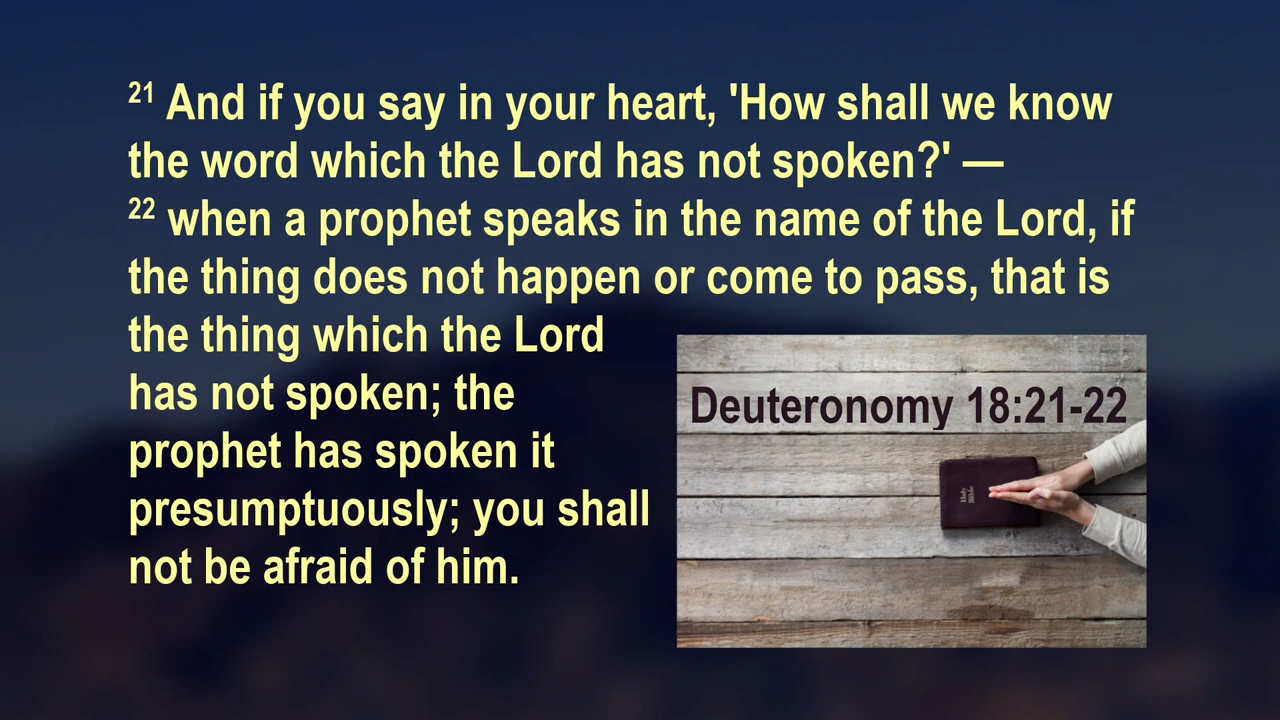 21 And if you say in your heart, 'How shall we know
the word which the Lord has not spoken?' —
22 when a prophet speaks in the name of the Lord, if
the thing does not happen or come to pass, that is
the thing which the Lord
has not spoken; the
prophet has spoken it
presumptuously; you shall
not be afraid of him.
Deuteronomy 18:21-22
Holy
Bible